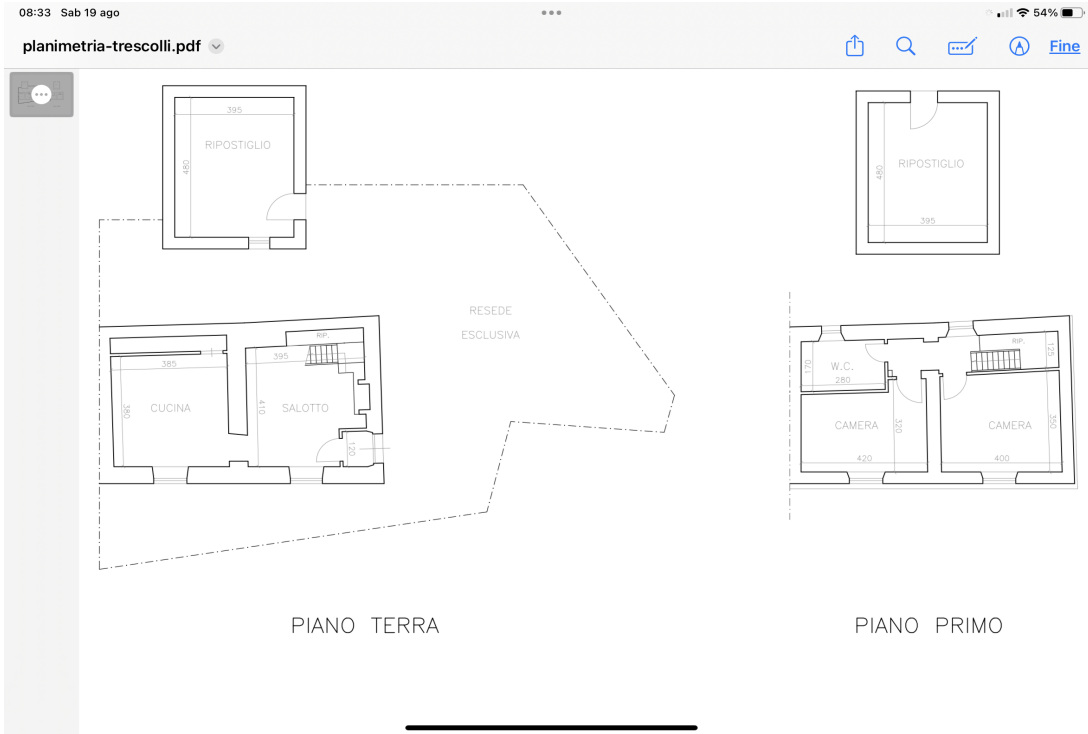 08:33 Sab 19 ago
54%
planimetria-trescolli.pdf
Fine
395
RIPOSTIGLIO
480
RESEDE
ESCLUSIVA
RIP.
385
395
380
CUCINA
410
SALOTTO
120
PIANO TERRA
RIPOSTIGLIO
480
395
RIP.
125
170
W.C.
280
CAMERA
320
420
CAMERA
350
400
PIANO PRIMO